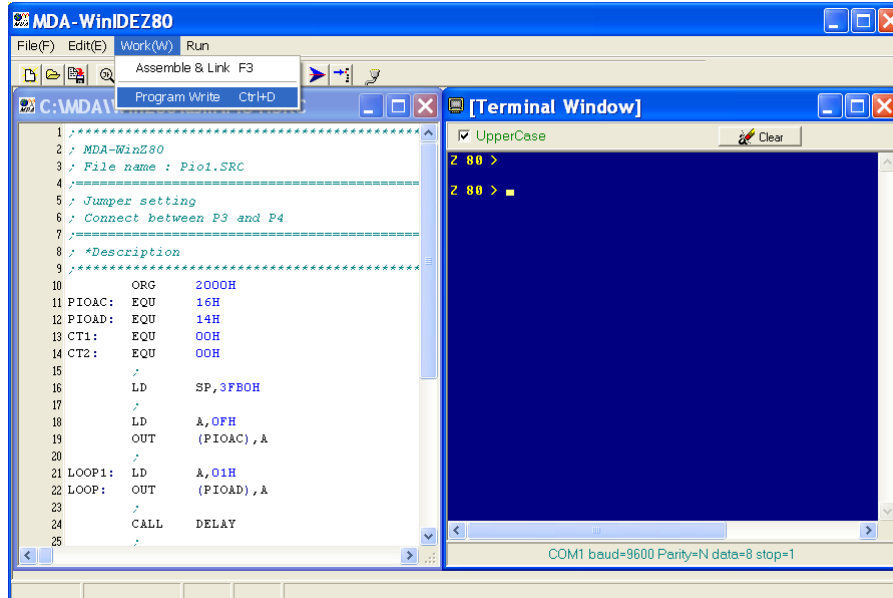 MDA-WinIDEZ80
File(F) Edit(E) Work(W) Run
Assemble & Link F3
Program Write Ctrl+D
C:\MDA\
1 ;****************************************
2 ; MDA-WinZ80
3 ; File name : Pio1.SRC
4 ;========================================
5 ; Jumper setting
6 ; Connect between P3 and P4
7 ;========================================
8 ; *Description
9 ;****************************************
10 ORG 2000H
11 PIOAC: EQU 16H
12 PIOAD: EQU 14H
13 CT1: EQU 00H
14 CT2: EQU 00H
15 ;
16 LD SP,3FB0H
17 ;
18 LD A,0FH
19 OUT (PIOAC),A
20 ;
21 LOOP1: LD A,01H
22 LOOP: OUT (PIOAD),A
23 ;
24 CALL DELAY
25 ;
[Terminal Window]
UpperCase Clear
Z 80 >
Z 80 >
COM1 baud=9600 Parity=N data=8 stop=1